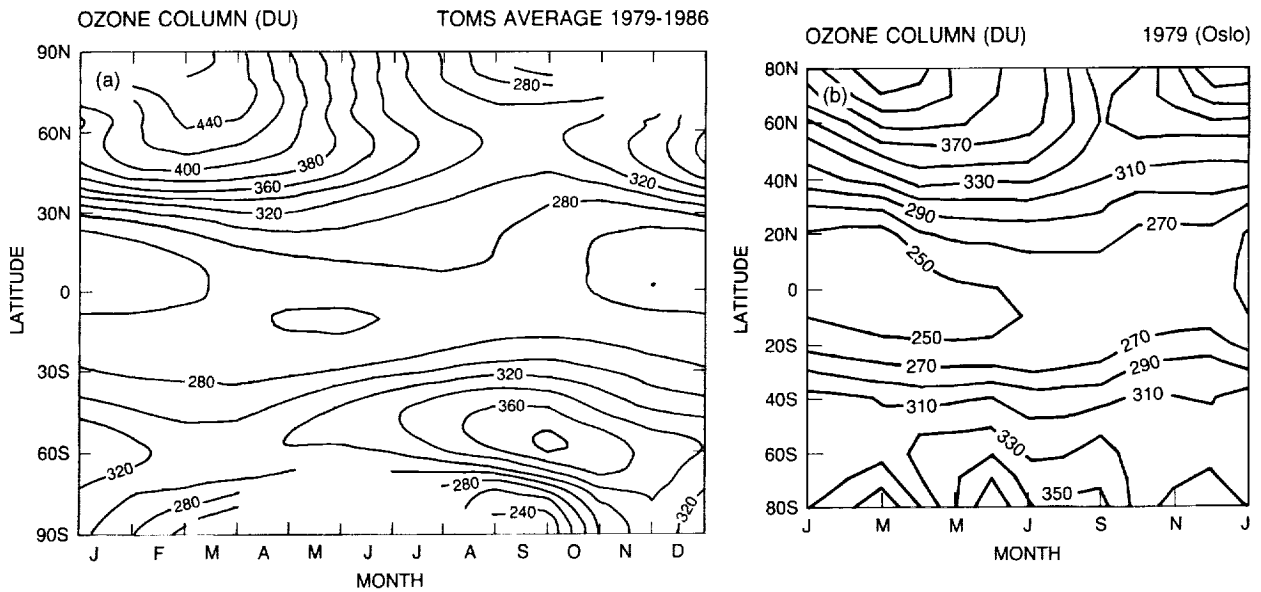 OZONE COLUMN (DU) TOMS AVERAGE 1979-1986
90N
60N
30N
0
30S
60S
90S
LATITUDE
(a)
440
400
380
360
320
280
280
320
280
280
320
360
320
280
280
240
320
J F M A M J J A S O N D
MONTH
OZONE COLUMN (DU) 1979 (Oslo)
80N
60N
40N
20N
0
20S
40S
60S
80S
LATITUDE
(b)
370
330
310
290
270
250
250
270
270
290
310
330
350
J M M J S N J
MONTH